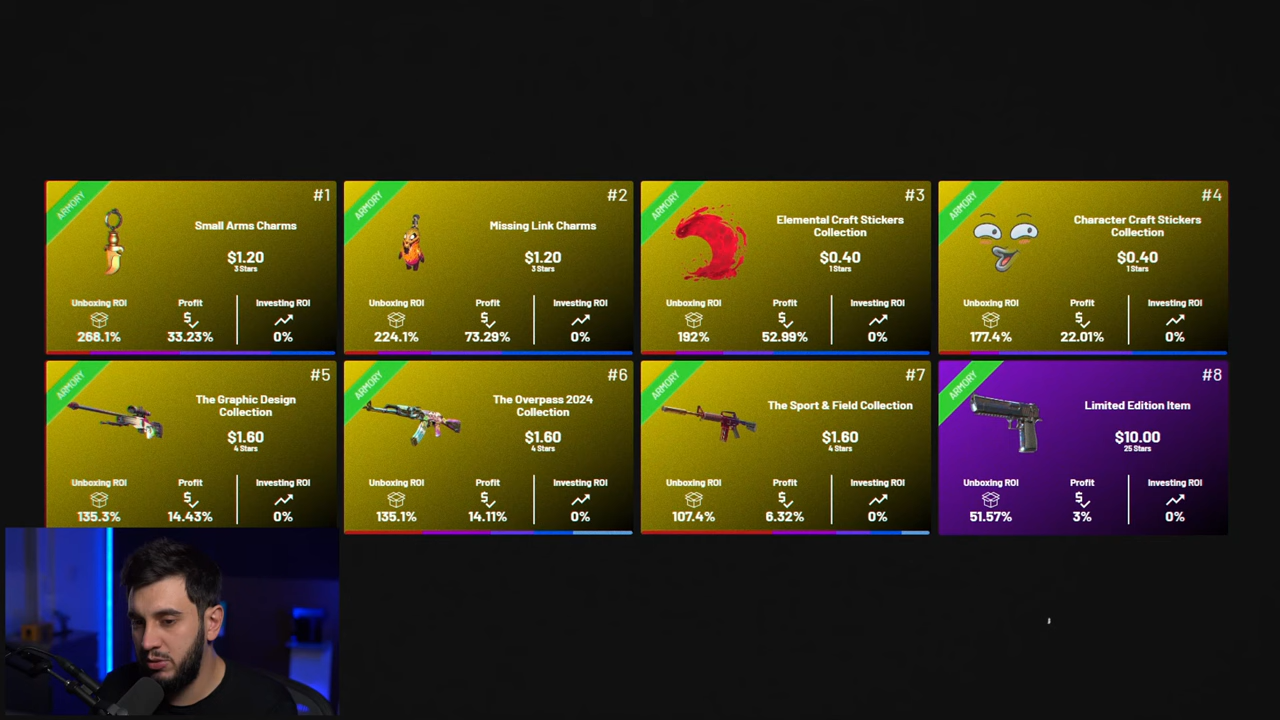 ARMORY
#1
Small Arms Charms
$1.20
3 Stars
Unboxing ROI
Profit
Investing ROI
268.1%
33.23%
0%
ARMORY
#2
Missing Link Charms
$1.20
3 Stars
Unboxing ROI
Profit
Investing ROI
224.1%
73.29%
0%
ARMORY
#3
Elemental Craft Stickers
Collection
$0.40
1 Stars
Unboxing ROI
Profit
Investing ROI
192%
52.99%
0%
ARMORY
#4
Character Craft Stickers
Collection
$0.40
1 Stars
Unboxing ROI
Profit
Investing ROI
177.4%
22.01%
0%
ARMORY
#5
The Graphic Design
Collection
$1.60
4 Stars
Unboxing ROI
Profit
Investing ROI
135.3%
14.43%
0%
ARMORY
#6
The Overpass 2024
Collection
$1.60
4 Stars
Unboxing ROI
Profit
Investing ROI
135.1%
14.11%
0%
ARMORY
#7
The Sport & Field Collection
$1.60
4 Stars
Unboxing ROI
Profit
Investing ROI
107.4%
6.32%
0%
ARMORY
#8
Limited Edition Item
$10.00
25 Stars
Unboxing ROI
Profit
Investing ROI
51.57%
3%
0%